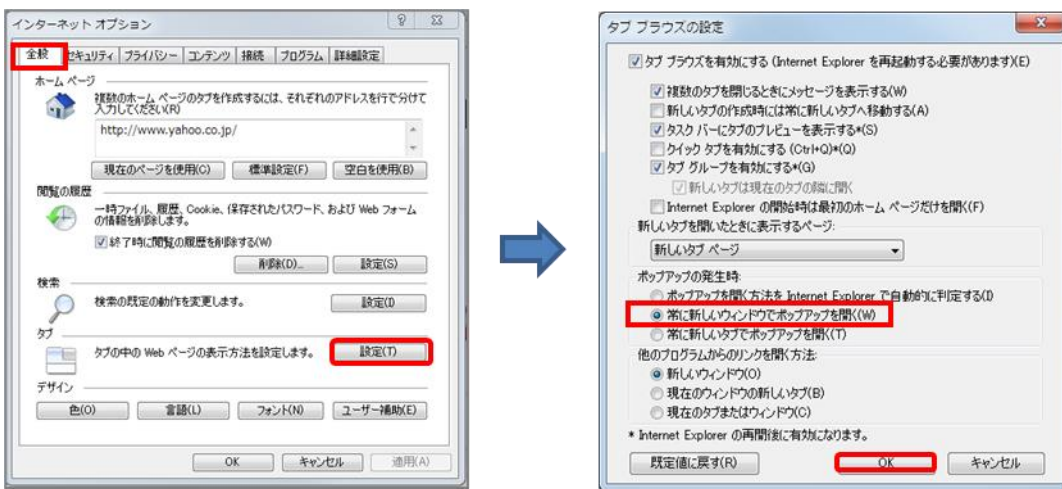 インターネット オプション
全般 セキュリティ プライバシー コンテンツ 接続 プログラム 詳細設定
ホーム ページ
複数のホーム ページのタブを作成するには、それぞれのアドレスを行で分けて
入力してください(R)
http://www.yahoo.co.jp/
現在のページを使用(C) 標準設定(F) 空白を使用(B)
閲覧の履歴
一時ファイル、履歴、Cookie、保存されたパスワード、および Web フォーム
の情報を削除します。
終了時に閲覧の履歴を削除する(W)
削除(D)... 設定(S)
検索
検索の既定の動作を変更します。 設定(I)
タブ
タブの中の Web ページの表示方法を設定します。 設定(T)
デザイン
色(O) 言語(L) フォント(N) ユーザー補助(E)
OK キャンセル 適用(A)
タブ ブラウズの設定
タブ ブラウズを有効にする (Internet Explorer を再起動する必要があります)(E)
複数のタブを閉じるときにメッセージを表示する(W)
新しいタブの作成時には常に新しいタブへ移動する(A)
タスク バーにタブのプレビューを表示する*(S)
クイック タブを有効にする (Ctrl+Q)*(Q)
タブ グループを有効にする*(G)
新しいタブは現在のタブの隣に開く
Internet Explorer の開始時は最初のホーム ページだけを開く(F)
新しいタブを開いたときに表示するページ:
新しいタブ ページ
ポップアップの発生時:
ポップアップを開く方法を Internet Explorer で自動的に判定する(I)
常に新しいウィンドウでポップアップを開く(W)
常に新しいタブでポップアップを開く(T)
他のプログラムからのリンクを開く方法:
新しいウィンドウ(O)
現在のウィンドウの新しいタブ(B)
現在のタブまたはウィンドウ(C)
* Internet Explorer の再開後に有効になります。
既定値に戻す(R) OK キャンセル